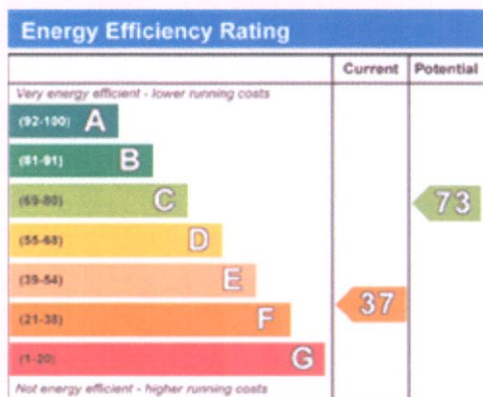 Energy Efficiency Rating
Current Potential
Very energy efficient - lower running costs
(92-100) A
(81-91) B
(69-80) C
73
(55-68) D
(39-54) E
37
(21-38) F
(1-20) G
Not energy efficient - higher running costs